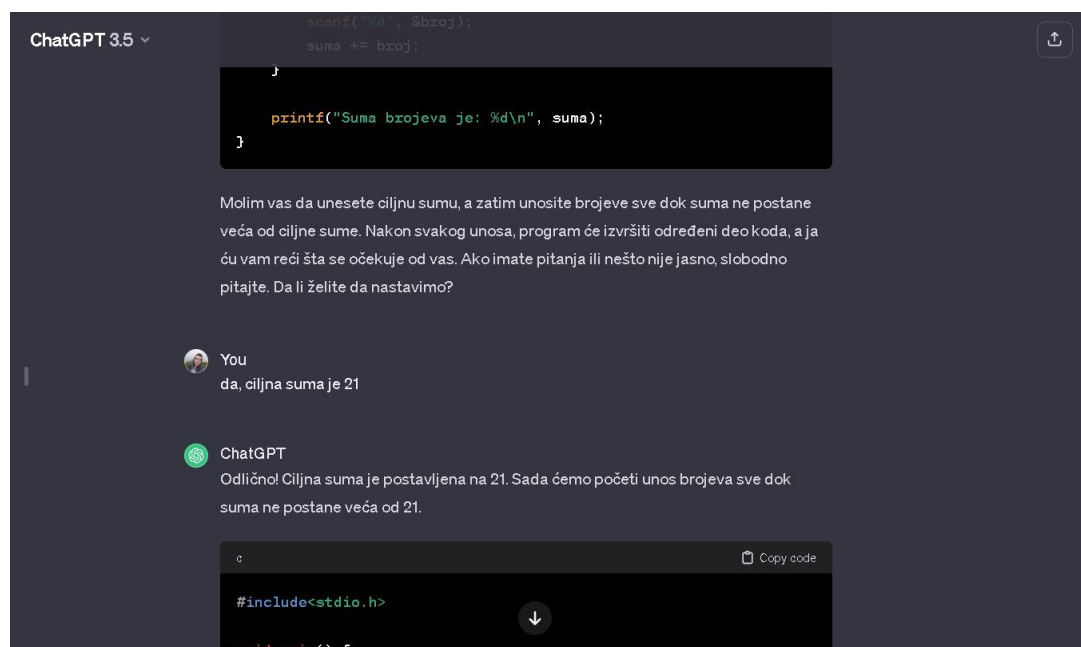 ChatGPT 3.5
scanf("%d", &broj);
suma += broj;
}
printf("Suma brojeva je: %d\n", suma);
}
Molim vas da unesete ciljnu sumu, a zatim unosite brojeve sve dok suma ne postane
veća od ciljne sume. Nakon svakog unosa, program će izvršiti određeni deo koda, a ja
ću vam reći šta se očekuje od vas. Ako imate pitanja ili nešto nije jasno, slobodno
pitajte. Da li želite da nastavimo?
You
da, ciljna suma je 21
ChatGPT
Odlično! Ciljna suma je postavljena na 21. Sada ćemo početi unos brojeva sve dok
suma ne postane veća od 21.
c
Copy code
#include<stdio.h>